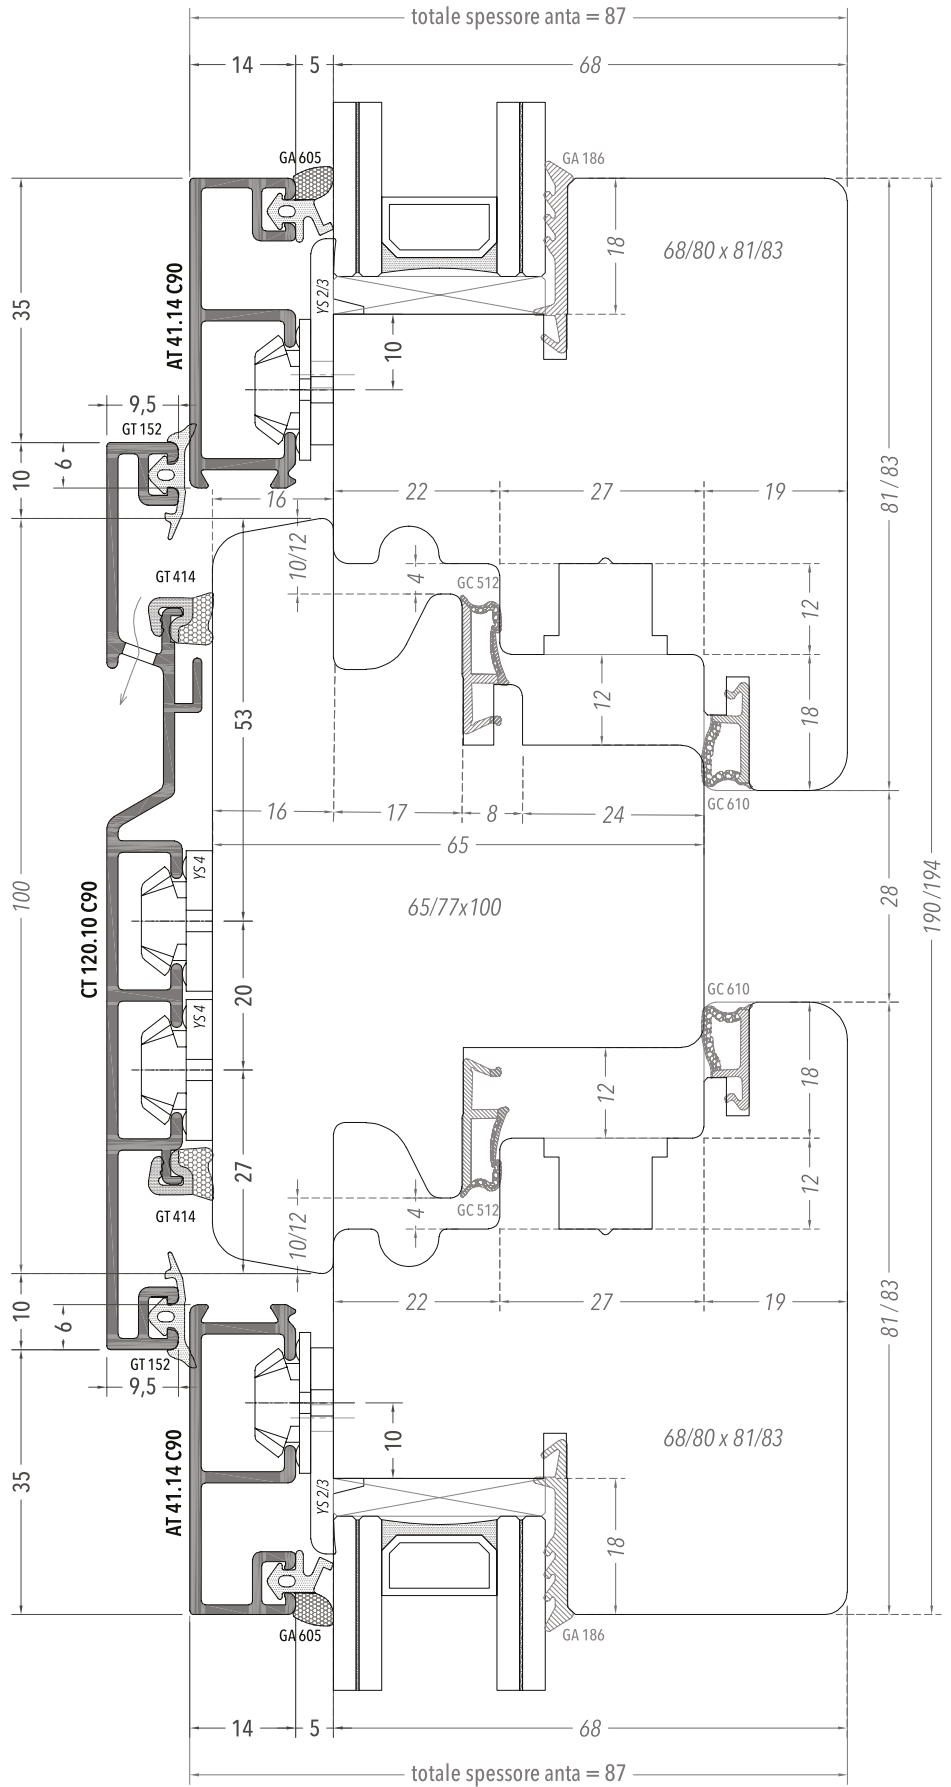 totale spessore anta = 87
14
5
68
GA 605
GA 186
18
68/80 x 81/83
YS 2/3
AT 41.14 C90
35
10
9,5
GT 152
6
10
16
22
27
19
81 / 83
10/12
4
GC 512
GT 414
12
12
18
53
GC 610
16
17
8
24
65
28
190 /194
100
YS 4
65/77x100
CT 120.10 C90
20
GC 610
YS 4
12
18
27
12
GT 414
10/12
4
GC 512
10
6
22
27
19
81 / 83
GT 152
9,5
10
68/80 x 81/83
AT 41.14 C90
35
YS 2/3
18
GA 605
GA 186
14
5
68
totale spessore anta = 87